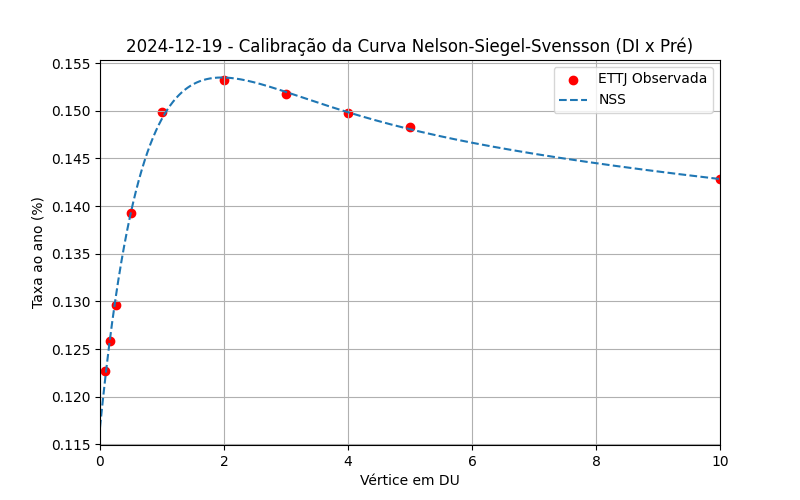 2024-12-19 - Calibração da Curva Nelson-Siegel-Svensson (DI x Pré)
ETTJ Observada
NSS
Taxa ao ano (%)
0.155
0.150
0.145
0.140
0.135
0.130
0.125
0.120
0.115
0 2 4 6 8 10
Vértice em DU